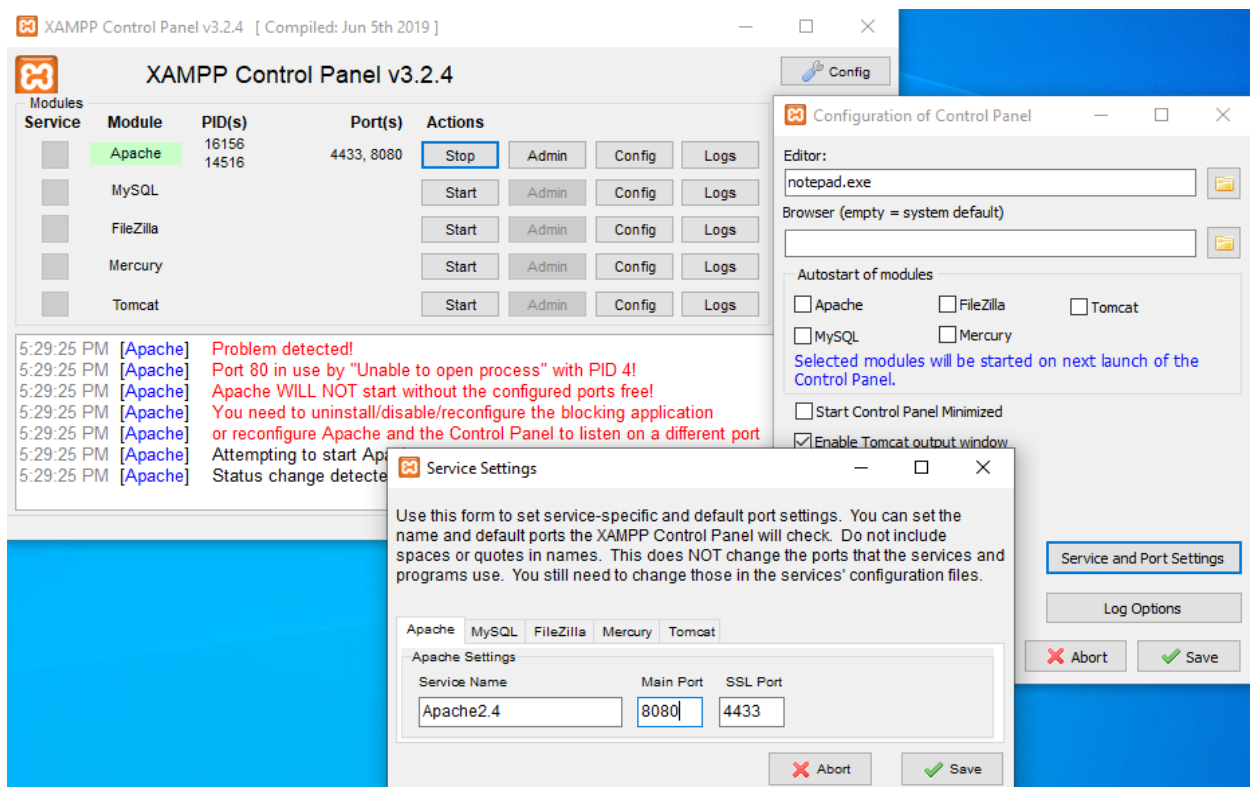 XAMPP Control Panel v3.2.4 [ Compiled: Jun 5th 2019 ]
XAMPP Control Panel v3.2.4
Config
Modules
Service Module PID(s) Port(s) Actions
Apache 16156 14516 4433, 8080 Stop Admin Config Logs
MySQL Start Admin Config Logs
FileZilla Start Admin Config Logs
Mercury Start Admin Config Logs
Tomcat Start Admin Config Logs
5:29:25 PM [Apache] Problem detected!
5:29:25 PM [Apache] Port 80 in use by "Unable to open process" with PID 4!
5:29:25 PM [Apache] Apache WILL NOT start without the configured ports free!
5:29:25 PM [Apache] You need to uninstall/disable/reconfigure the blocking application
5:29:25 PM [Apache] or reconfigure Apache and the Control Panel to listen on a different port
5:29:25 PM [Apache] Attempting to start Apa
5:29:25 PM [Apache] Status change detecte
Configuration of Control Panel
Editor:
notepad.exe
Browser (empty = system default)
Autostart of modules
Apache FileZilla Tomcat
MySQL Mercury
Selected modules will be started on next launch of the
Control Panel.
Start Control Panel Minimized
Enable Tomcat output window
Service and Port Settings
Log Options
Abort Save
Service Settings
Use this form to set service-specific and default port settings. You can set the
name and default ports the XAMPP Control Panel will check. Do not include
spaces or quotes in names. This does NOT change the ports that the services and
programs use. You still need to change those in the services' configuration files.
Apache MySQL FileZilla Mercury Tomcat
Apache Settings
Service Name Main Port SSL Port
Apache2.4 8080 4433
Abort Save